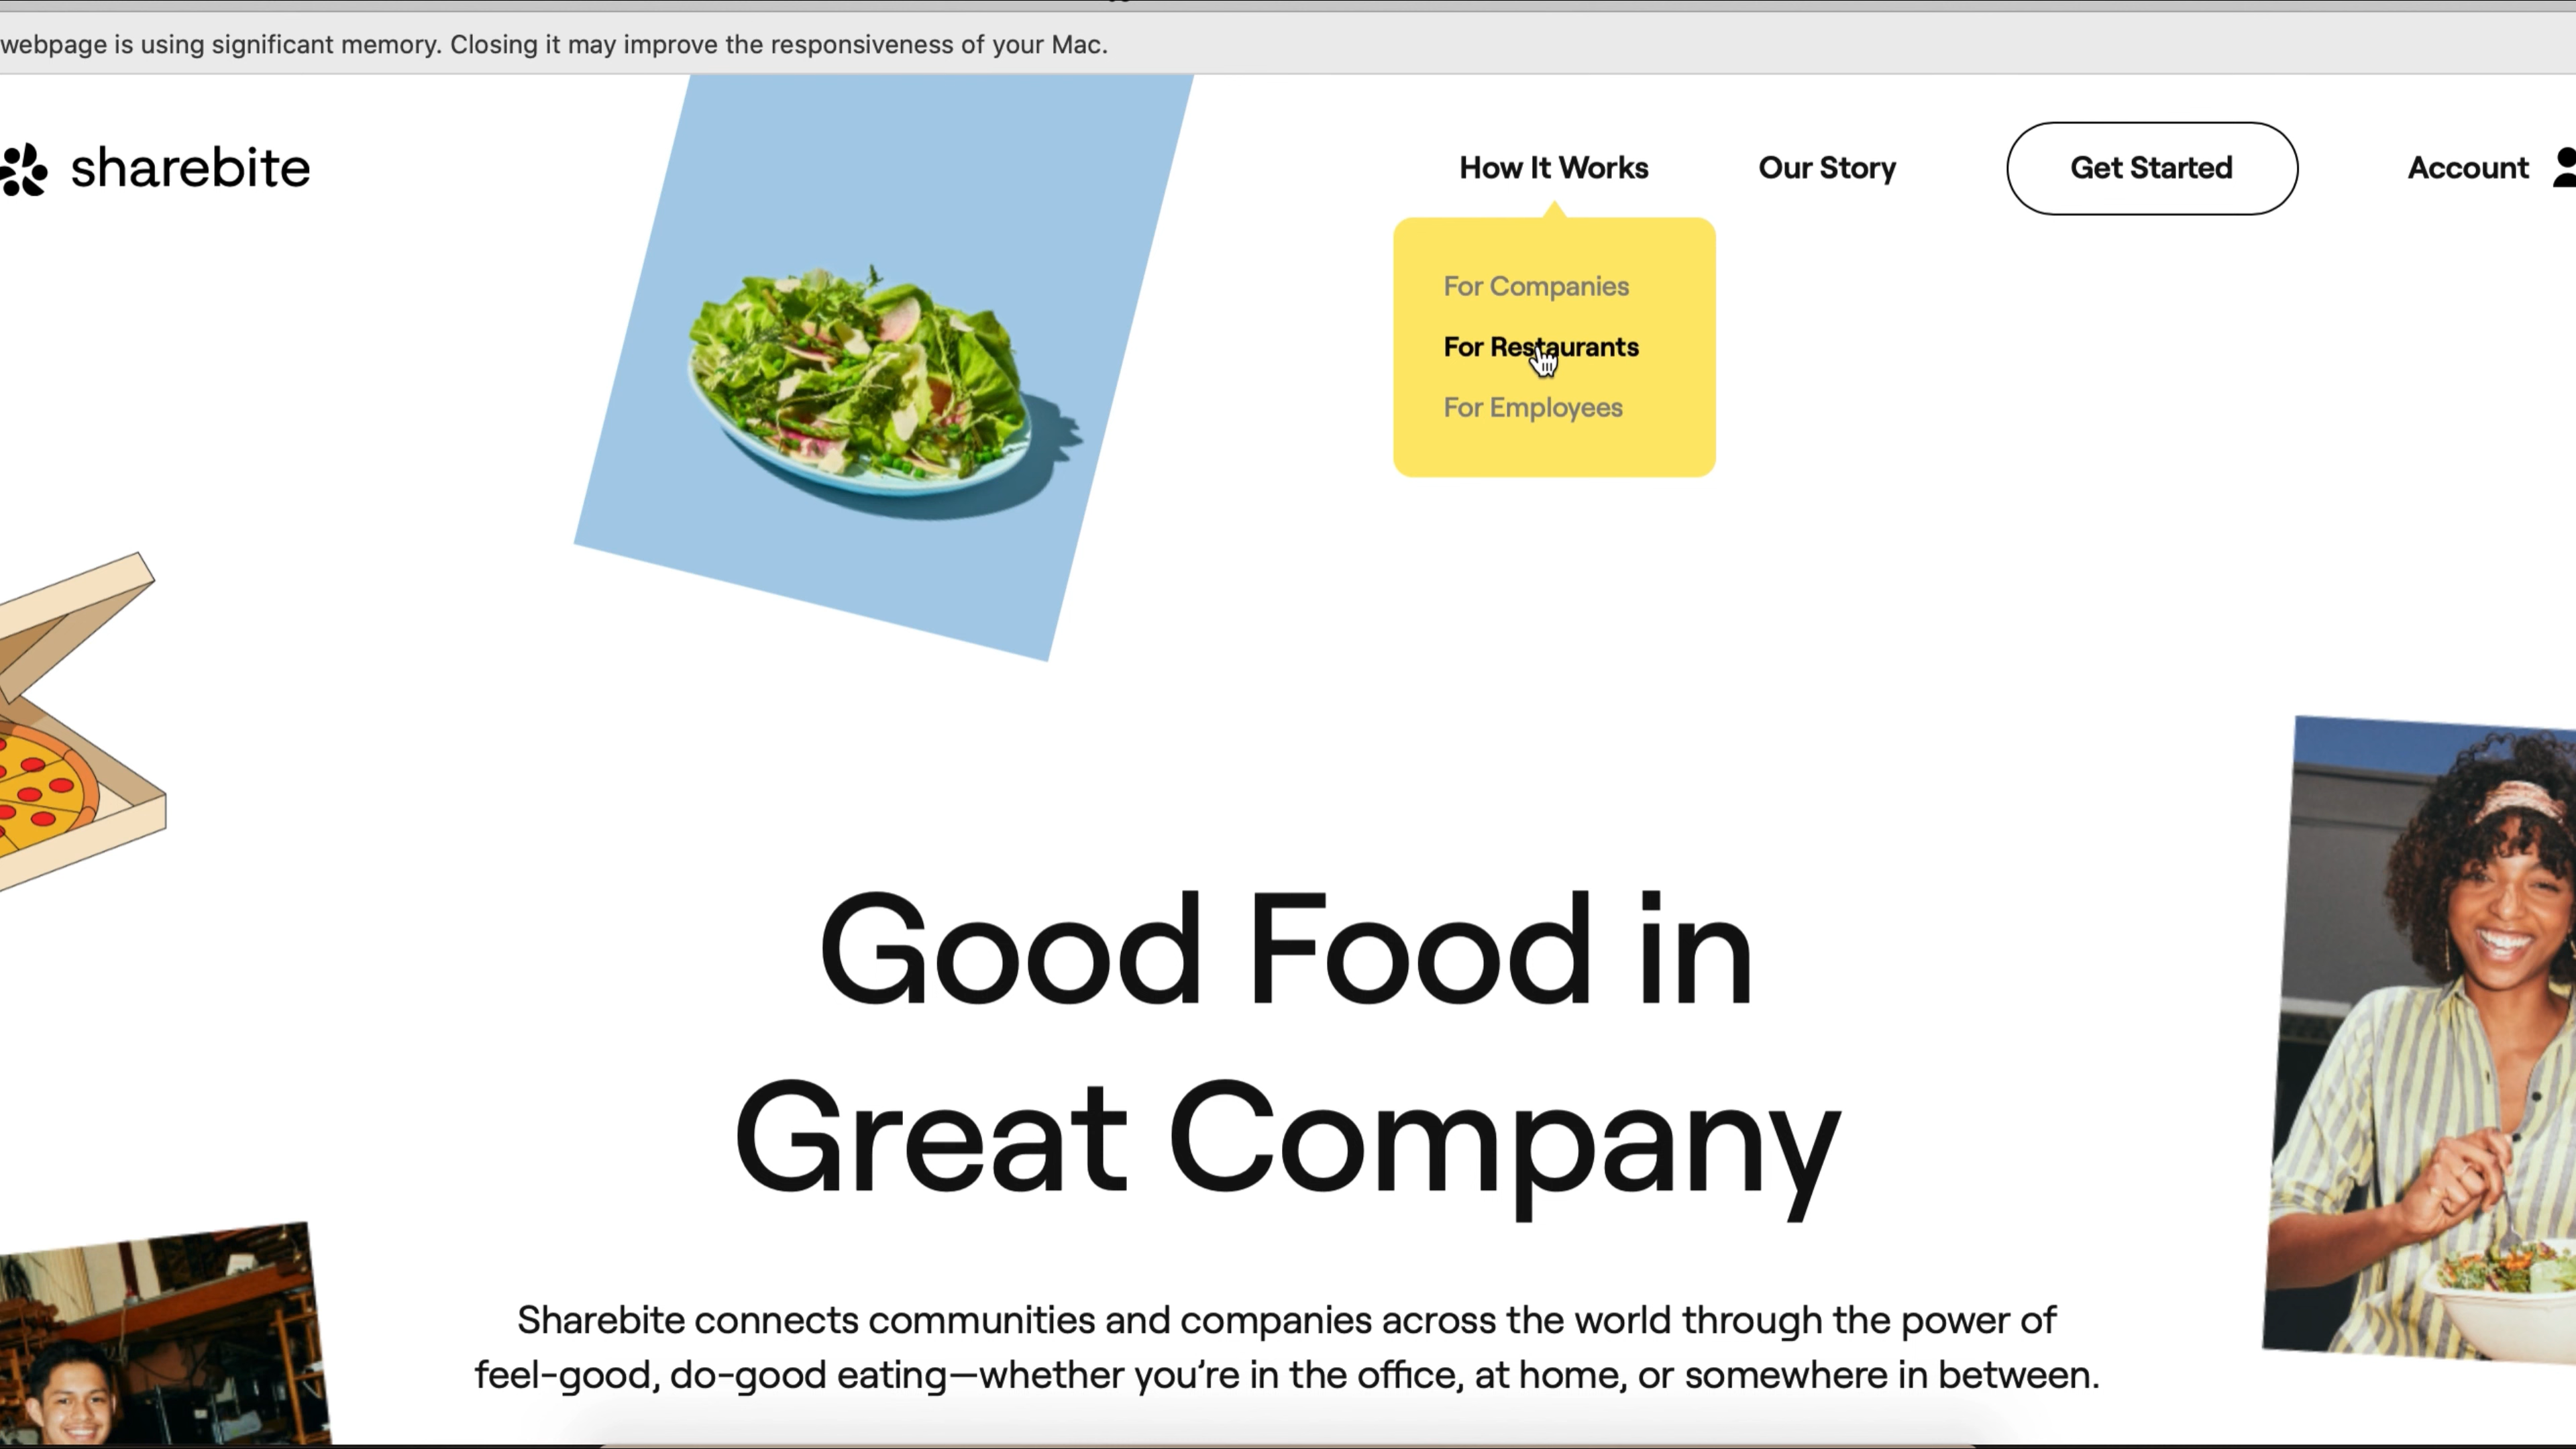 webpage is using significant memory. Closing it may improve the responsiveness of your Mac.
sharebite
How It Works
Our Story
Get Started
Account
For Companies
For Restaurants
For Employees
Good Food in
Great Company
Sharebite connects communities and companies across the world through the power of
feel-good, do-good eating—whether you’re in the office, at home, or somewhere in between.